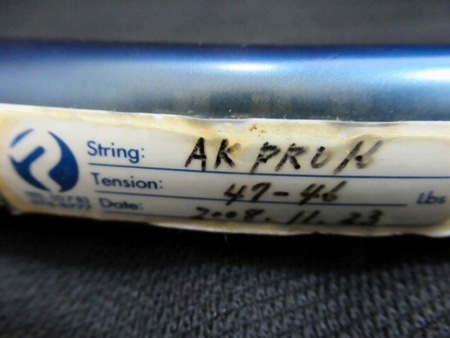 String: AK PRO N
Tension: 47-46 Lbs
Date: 2008.11.23